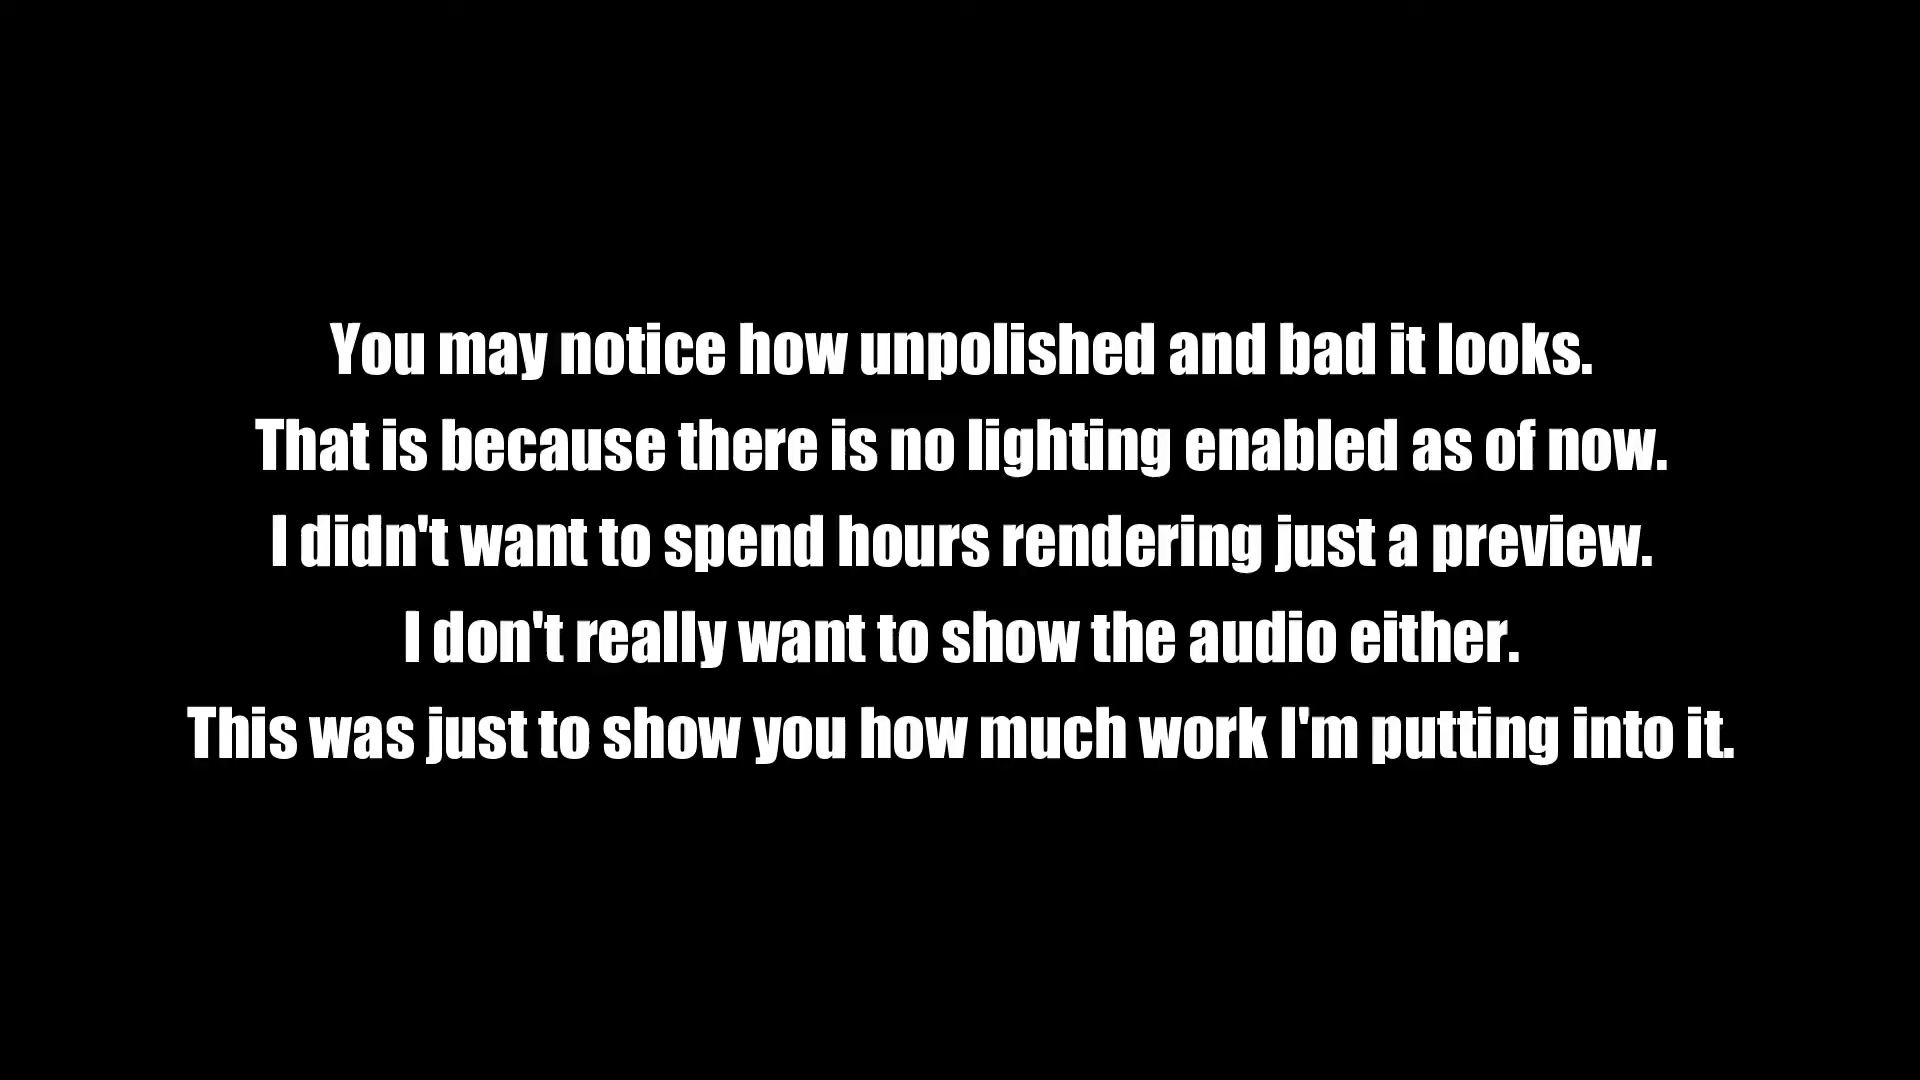 You may notice how unpolished and bad it looks.
That is because there is no lighting enabled as of now.
I didn't want to spend hours rendering just a preview.
I don't really want to show the audio either.
This was just to show you how much work I'm putting into it.